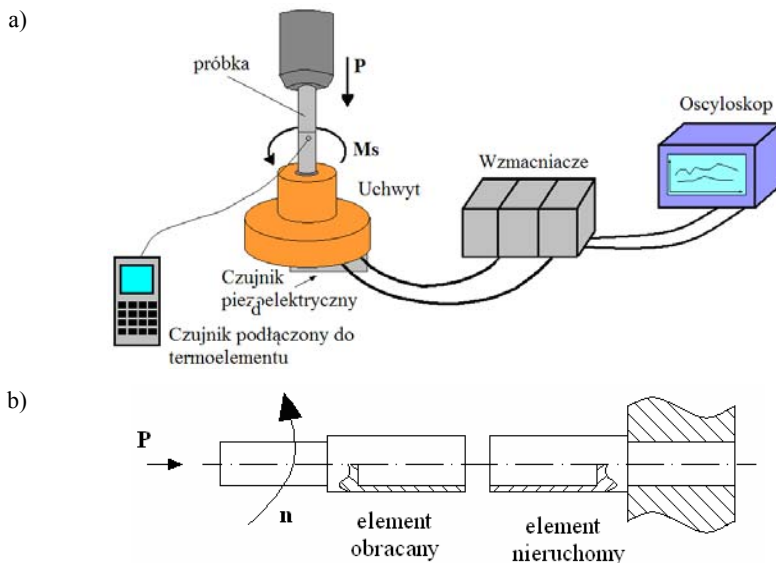 a)
próbka
P
Ms
Uchwyt
Wzmacniacze
Oscyloskop
Czujnik
piezoelektryczny
d
Czujnik podłączony do
termoelementu
b)
P
n
element
obracany
element
nieruchomy